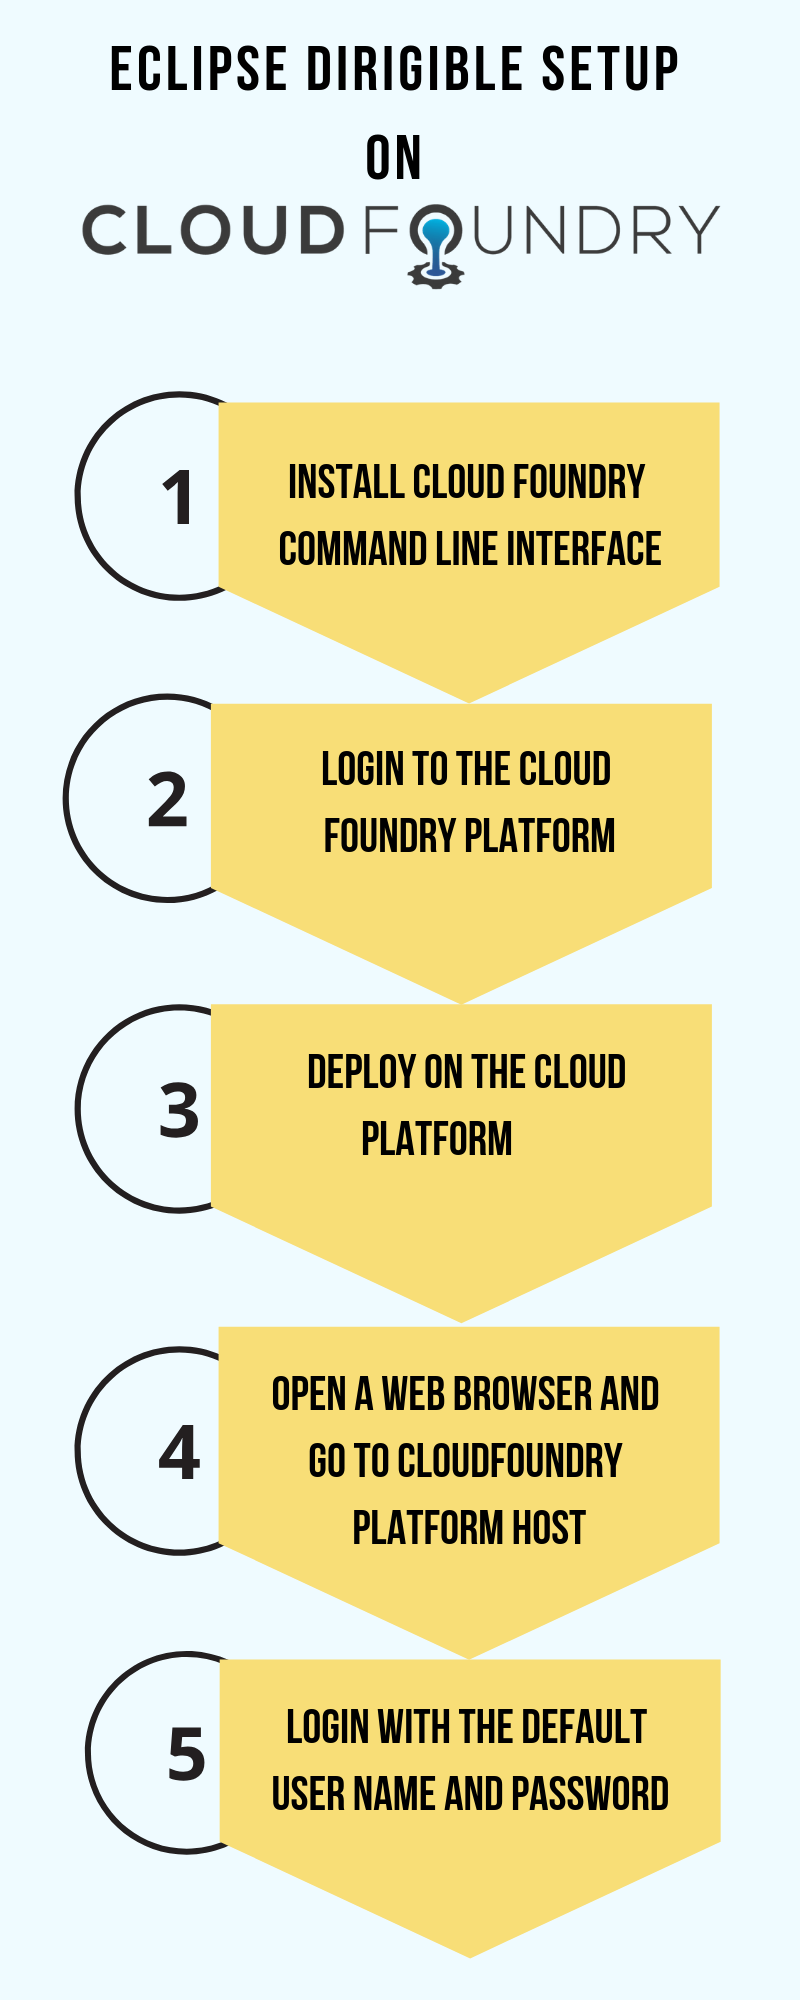 ECLIPSE DIRIGIBLE SETUP
ON
CLOUD FOUNDRY
1
INSTALL CLOUD FOUNDRY
COMMAND LINE INTERFACE
2
LOGIN TO THE CLOUD
FOUNDRY PLATFORM
3
DEPLOY ON THE CLOUD
PLATFORM
4
OPEN A WEB BROWSER AND
GO TO CLOUDFOUNDRY
PLATFORM HOST
5
LOGIN WITH THE DEFAULT
USER NAME AND PASSWORD